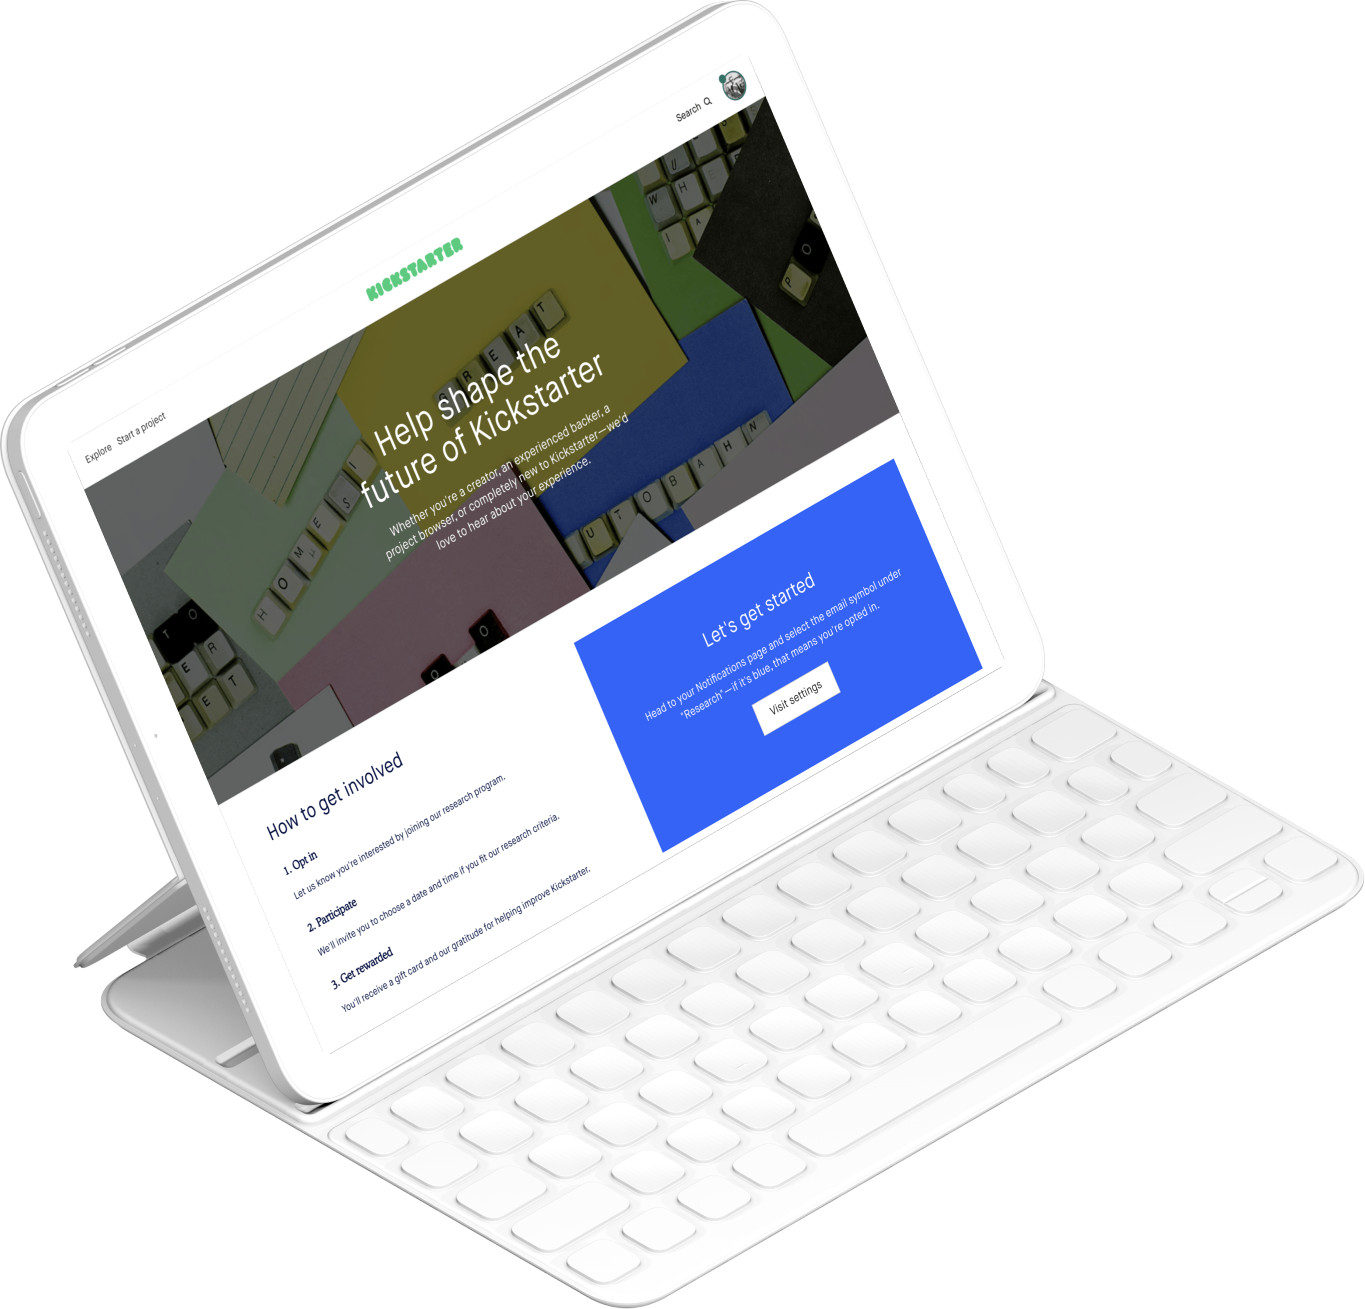 Explore Start a project
KICKSTARTER
Search
Help shape the
future of Kickstarter
Whether you're a creator, an experienced backer, a
project browser, or completely new to Kickstarter—we'd
love to hear about your experience.
GREAT
HOMESI
UTOBAHN
W H
I A
P O
T O
E R
E T
How to get involved
1. Opt in
Let us know you're interested by joining our research program.
2. Participate
We'll invite you to choose a date and time if you fit our research criteria.
3. Get rewarded
You'll receive a gift card and our gratitude for helping improve Kickstarter.
Let's get started
Head to your Notifications page and select the email symbol under
"Research"—if it's blue, that means you're opted in.
Visit settings